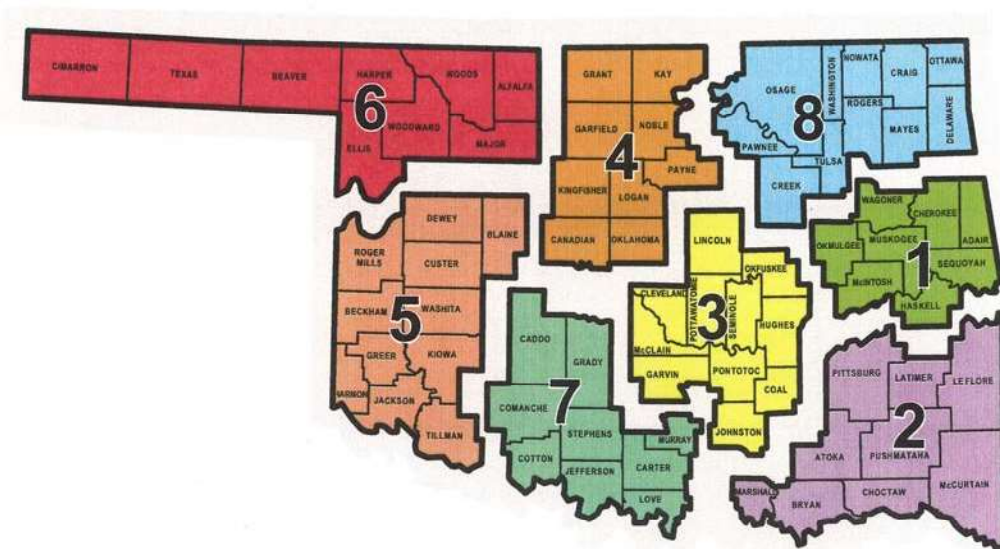 CIMARRON
TEXAS
BEAVER
HARPER
WOODS
ALFALFA
6
WOODWARD
ELLIS
MAJOR
GRANT
KAY
GARFIELD
NOBLE
4
PAYNE
KINGFISHER
LOGAN
CANADIAN
OKLAHOMA
OSAGE
WASHINGTON
NOWATA
CRAIG
OTTAWA
8
ROGERS
MAYES
DELAWARE
PAWNEE
TULSA
CREEK
WAGONER
CHEROKEE
OKMULGEE
MUSKOGEE
ADAIR
1
SEQUOYAH
McINTOSH
HASKELL
DEWEY
BLAINE
ROGER
MILLS
CUSTER
BECKHAM
5
WASHITA
GREER
KIOWA
HARMON
JACKSON
TILLMAN
LINCOLN
OKFUSKEE
CLEVELAND
POTTAWATOMIE
3
SEMINOLE
HUGHES
McCLAIN
GARVIN
PONTOTOC
COAL
JOHNSTON
CADDO
GRADY
7
COMANCHE
STEPHENS
MURRAY
COTTON
JEFFERSON
CARTER
LOVE
PITTSBURG
LATIMER
LE FLORE
2
ATOKA
PUSHMATAHA
MARSHALL
BRYAN
CHOCTAW
McCURTAIN